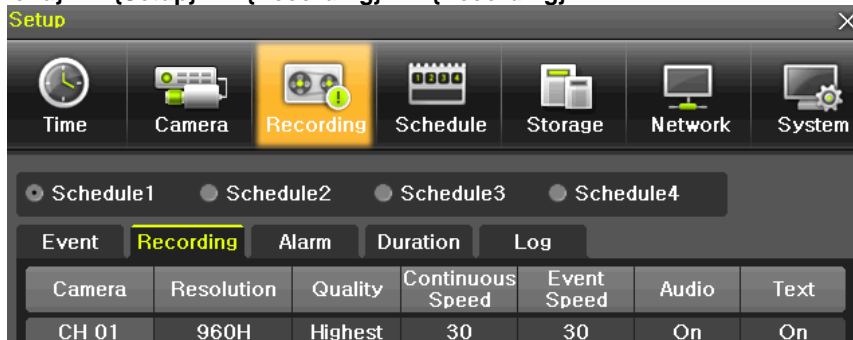 Setup
Time Camera Recording Schedule Storage Network System
Schedule1 Schedule2 Schedule3 Schedule4
Event Recording Alarm Duration Log
Camera Resolution Quality Continuous Speed Event Speed Audio Text
CH 01 960H Highest 30 30 On On